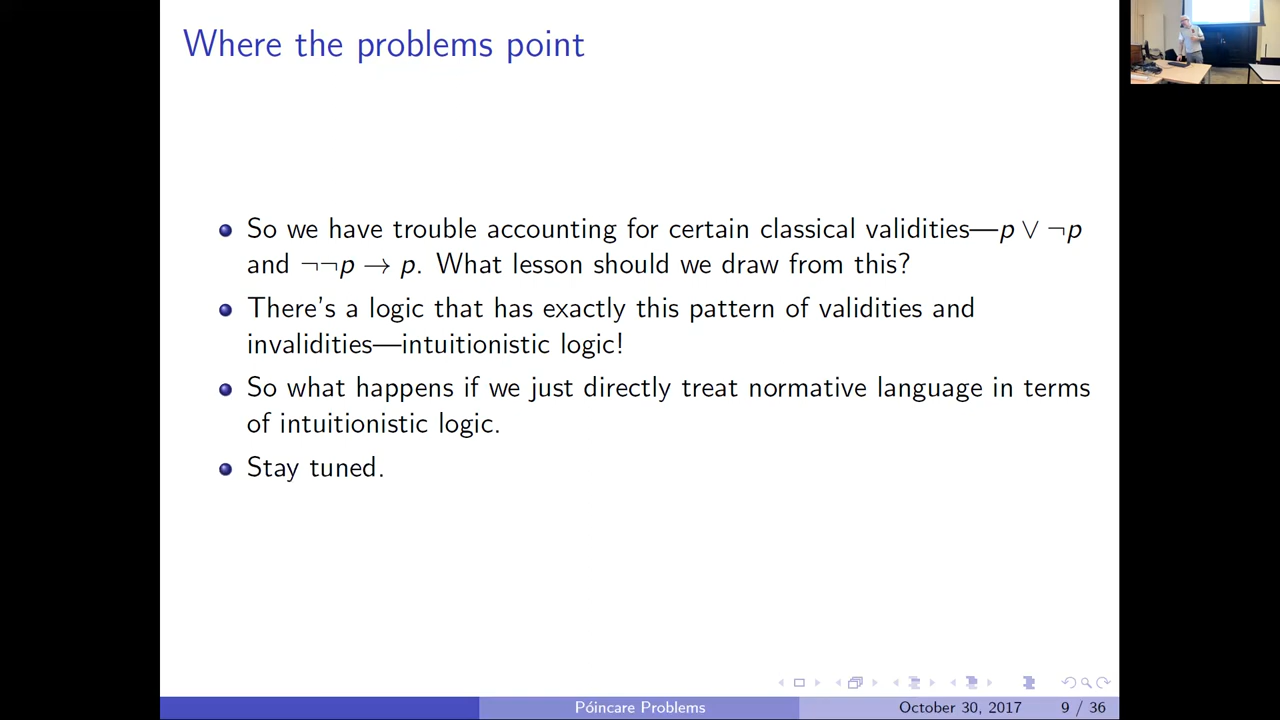 Where the problems point
So we have trouble accounting for certain classical validities—p ∨ ¬p
and ¬¬p → p. What lesson should we draw from this?
There's a logic that has exactly this pattern of validities and
invalidities—intuitionistic logic!
So what happens if we just directly treat normative language in terms
of intuitionistic logic.
Stay tuned.
Póincare Problems
October 30, 2017
9 / 36